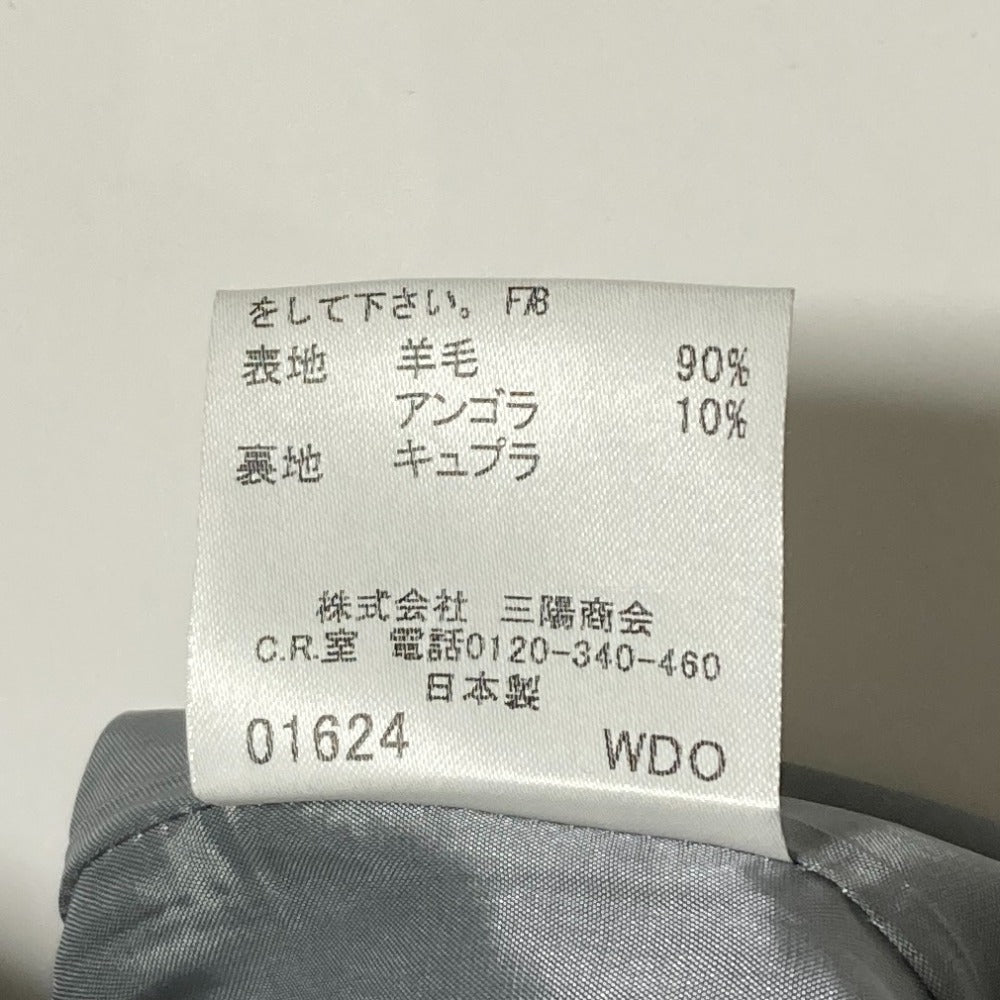 をして下さい。 F7B
表地 羊毛 90%
アンゴラ 10%
裏地 キュプラ
株式会社 三陽商会
C.R.室 電話0120-340-460
日本製
01624 WDO